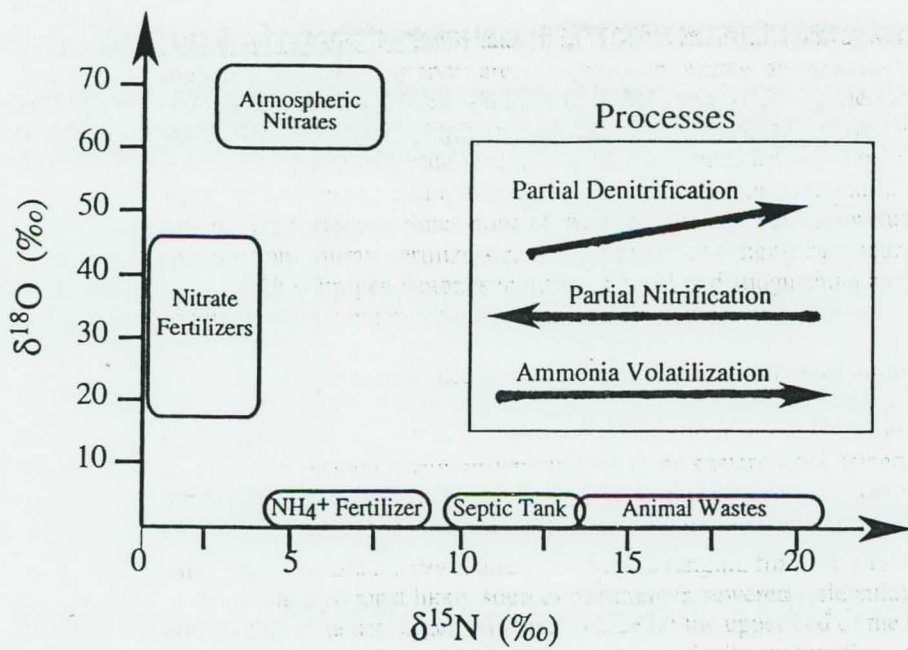 70
60
50
40
30
20
10
δ18O (‰)
Atmospheric
Nitrates
Nitrate
Fertilizers
Processes
Partial Denitrification
Partial Nitrification
Ammonia Volatilization
NH4+ Fertilizer
Septic Tank
Animal Wastes
0
5
10
15
20
δ15N (‰)